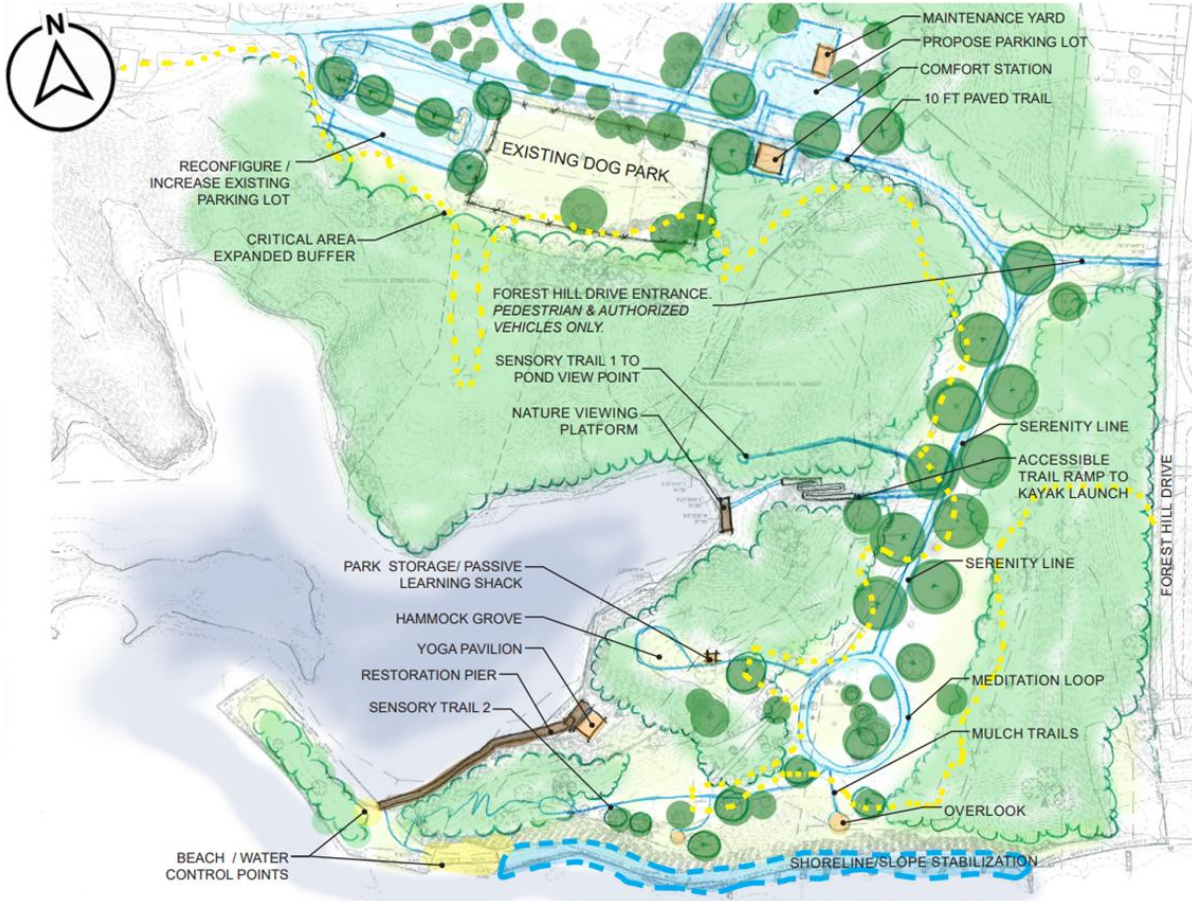 N
MAINTENANCE YARD
PROPOSE PARKING LOT
COMFORT STATION
10 FT PAVED TRAIL
EXISTING DOG PARK
RECONFIGURE /
INCREASE EXISTING
PARKING LOT
CRITICAL AREA
EXPANDED BUFFER
FOREST HILL DRIVE ENTRANCE.
PEDESTRIAN & AUTHORIZED
VEHICLES ONLY.
SENSORY TRAIL 1 TO
POND VIEW POINT
NATURE VIEWING
PLATFORM
SERENITY LINE
ACCESSIBLE
TRAIL RAMP TO
KAYAK LAUNCH
FOREST HILL DRIVE
PARK STORAGE/ PASSIVE
LEARNING SHACK
SERENITY LINE
HAMMOCK GROVE
YOGA PAVILION
RESTORATION PIER
SENSORY TRAIL 2
MEDITATION LOOP
MULCH TRAILS
OVERLOOK
BEACH / WATER
CONTROL POINTS
SHORELINE/SLOPE STABILIZATION